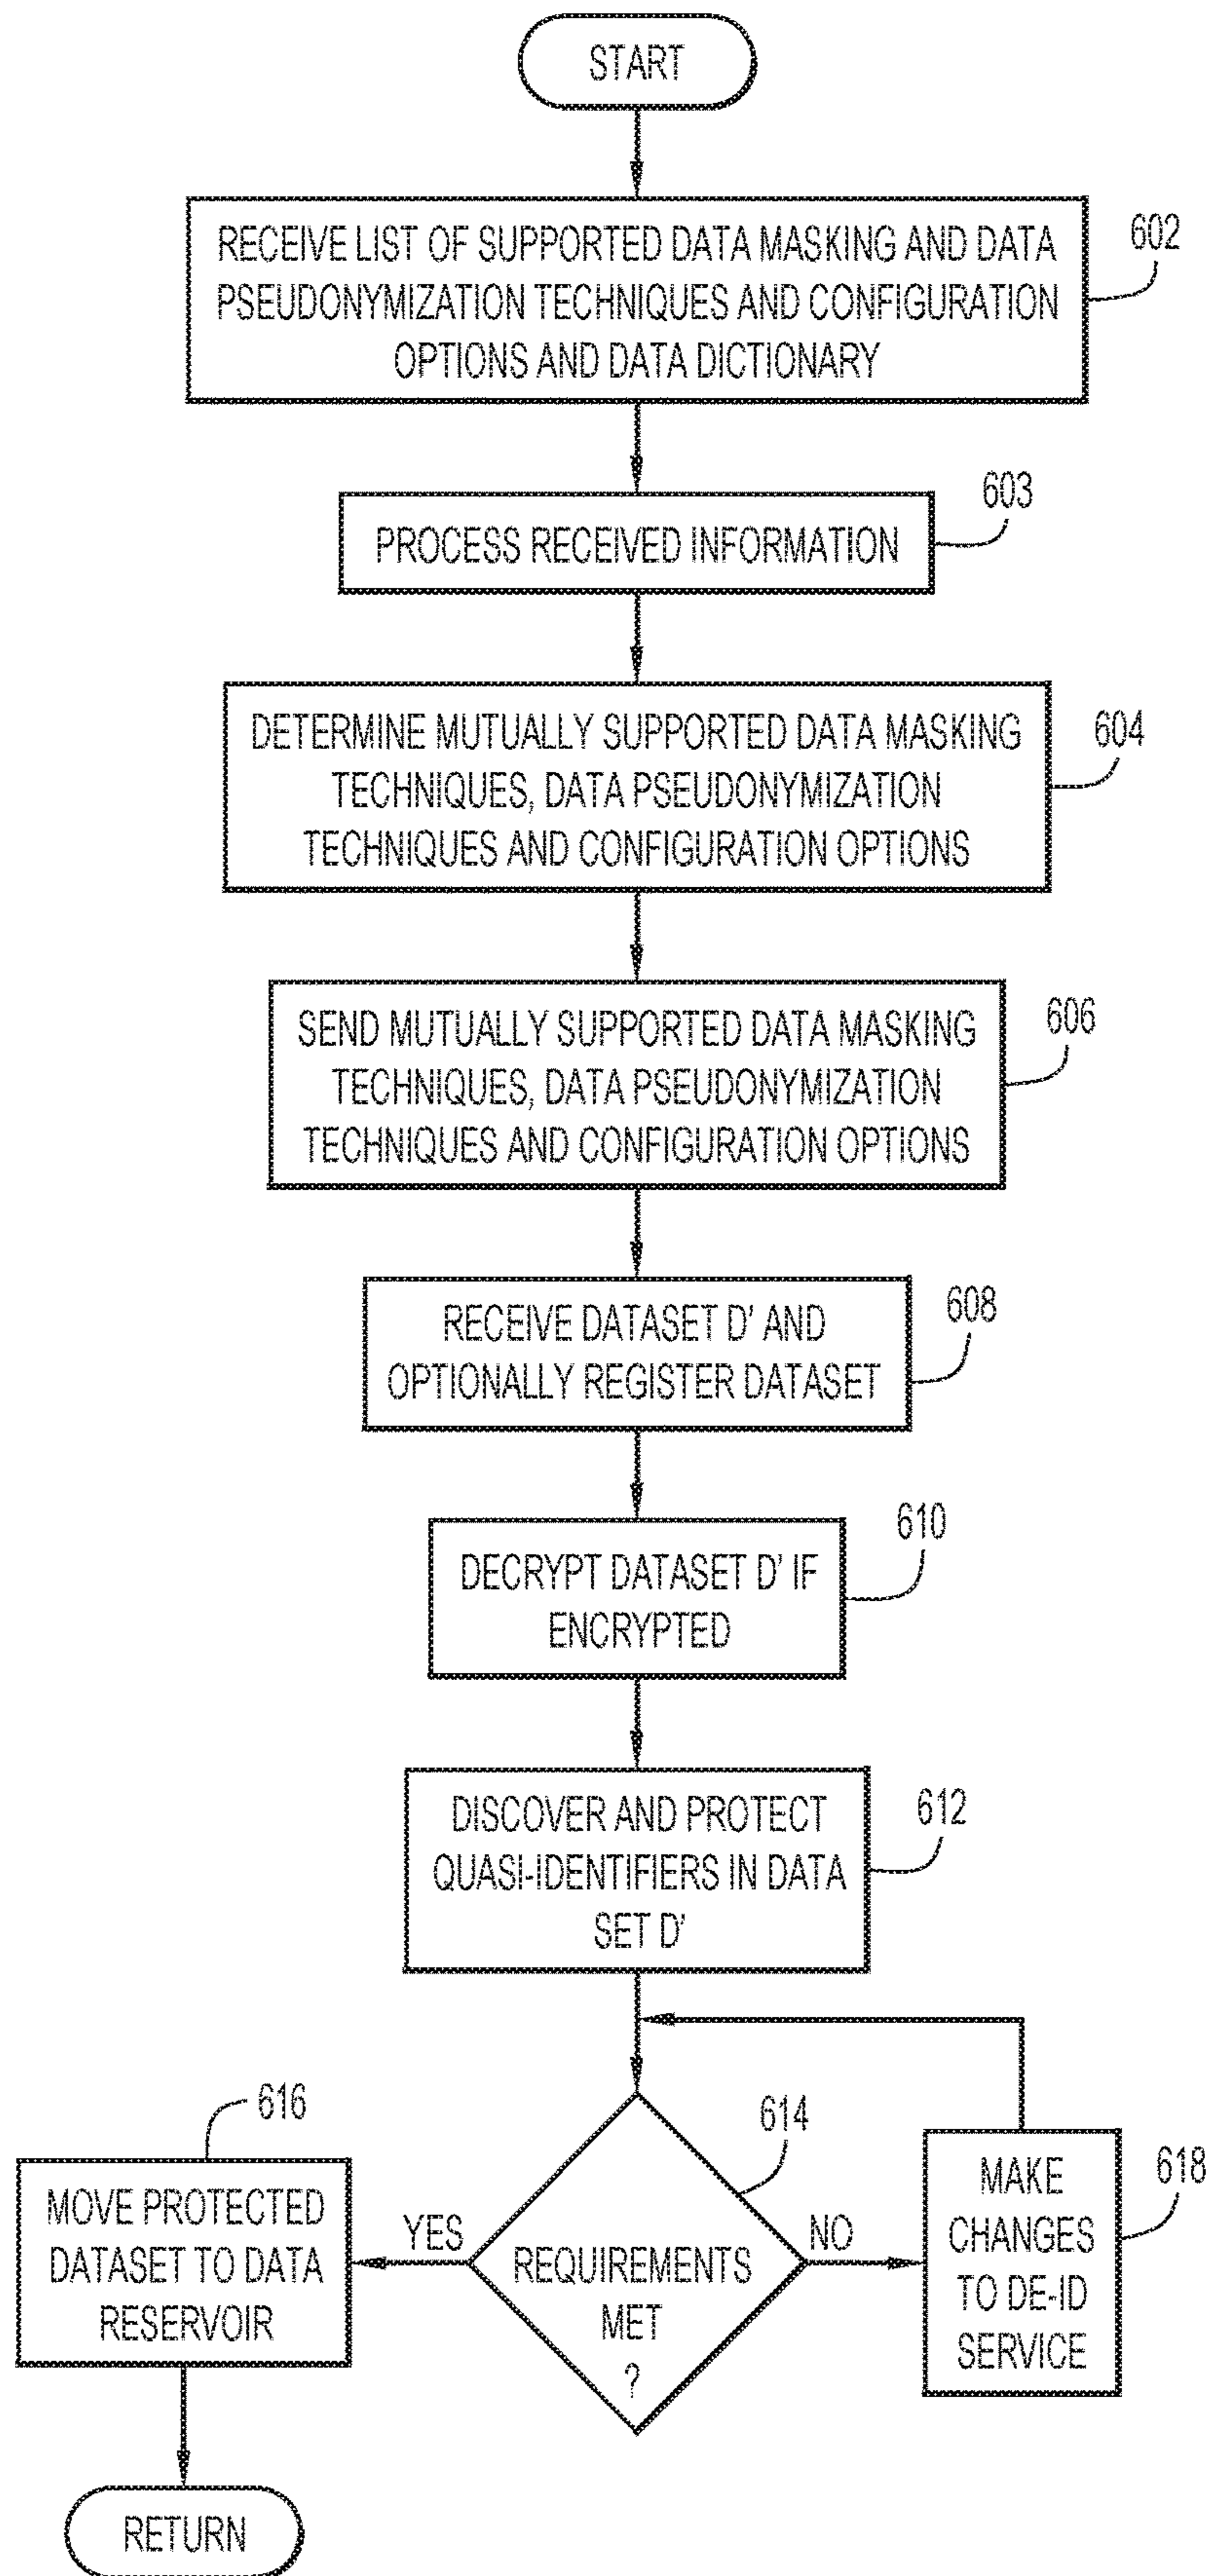 START
RECEIVE LIST OF SUPPORTED DATA MASKING AND DATA
PSEUDONYMIZATION TECHNIQUES AND CONFIGURATION
OPTIONS AND DATA DICTIONARY
602
PROCESS RECEIVED INFORMATION
603
DETERMINE MUTUALLY SUPPORTED DATA MASKING
TECHNIQUES, DATA PSEUDONYMIZATION
TECHNIQUES AND CONFIGURATION OPTIONS
604
SEND MUTUALLY SUPPORTED DATA MASKING
TECHNIQUES, DATA PSEUDONYMIZATION
TECHNIQUES AND CONFIGURATION OPTIONS
606
RECEIVE DATASET D' AND
OPTIONALLY REGISTER DATASET
608
DECRYPT DATASET D' IF
ENCRYPTED
610
DISCOVER AND PROTECT
QUASI-IDENTIFIERS IN DATA
SET D'
612
REQUIREMENTS
MET
?
614
YES
NO
616
MOVE PROTECTED
DATASET TO DATA
RESERVOIR
MAKE
CHANGES
TO DE-ID
SERVICE
618
RETURN